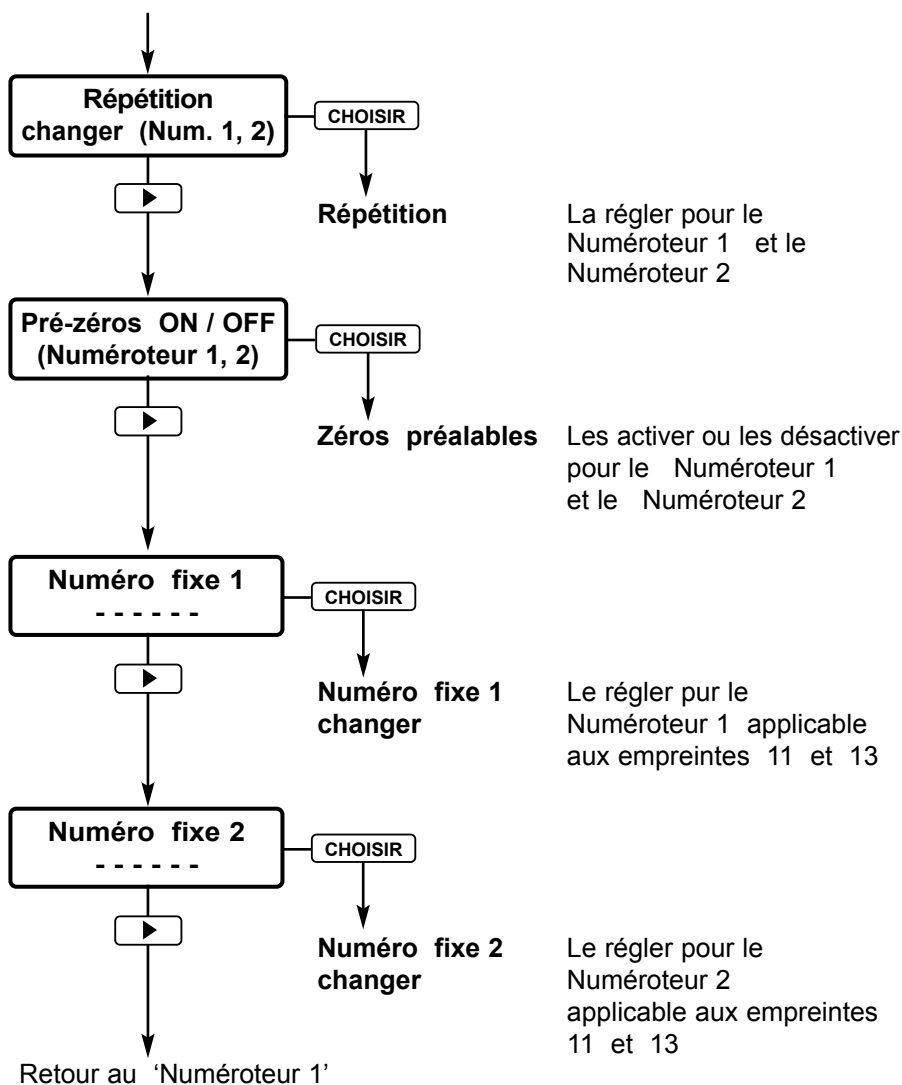 Répétition
changer (Num. 1, 2)
CHOISIR
Répétition
La régler pour le
Numéroteur 1 et le
Numéroteur 2
Pré-zéros ON / OFF
(Numéroteur 1, 2)
CHOISIR
Zéros préalables
Les activer ou les désactiver
pour le Numéroteur 1
et le Numéroteur 2
Numéro fixe 1
- - - - - -
CHOISIR
Numéro fixe 1
changer
Le régler pur le
Numéroteur 1 applicable
aux empreintes 11 et 13
Numéro fixe 2
- - - - - -
CHOISIR
Numéro fixe 2
changer
Le régler pour le
Numéroteur 2
applicable aux empreintes
11 et 13
Retour au ‘Numéroteur 1’